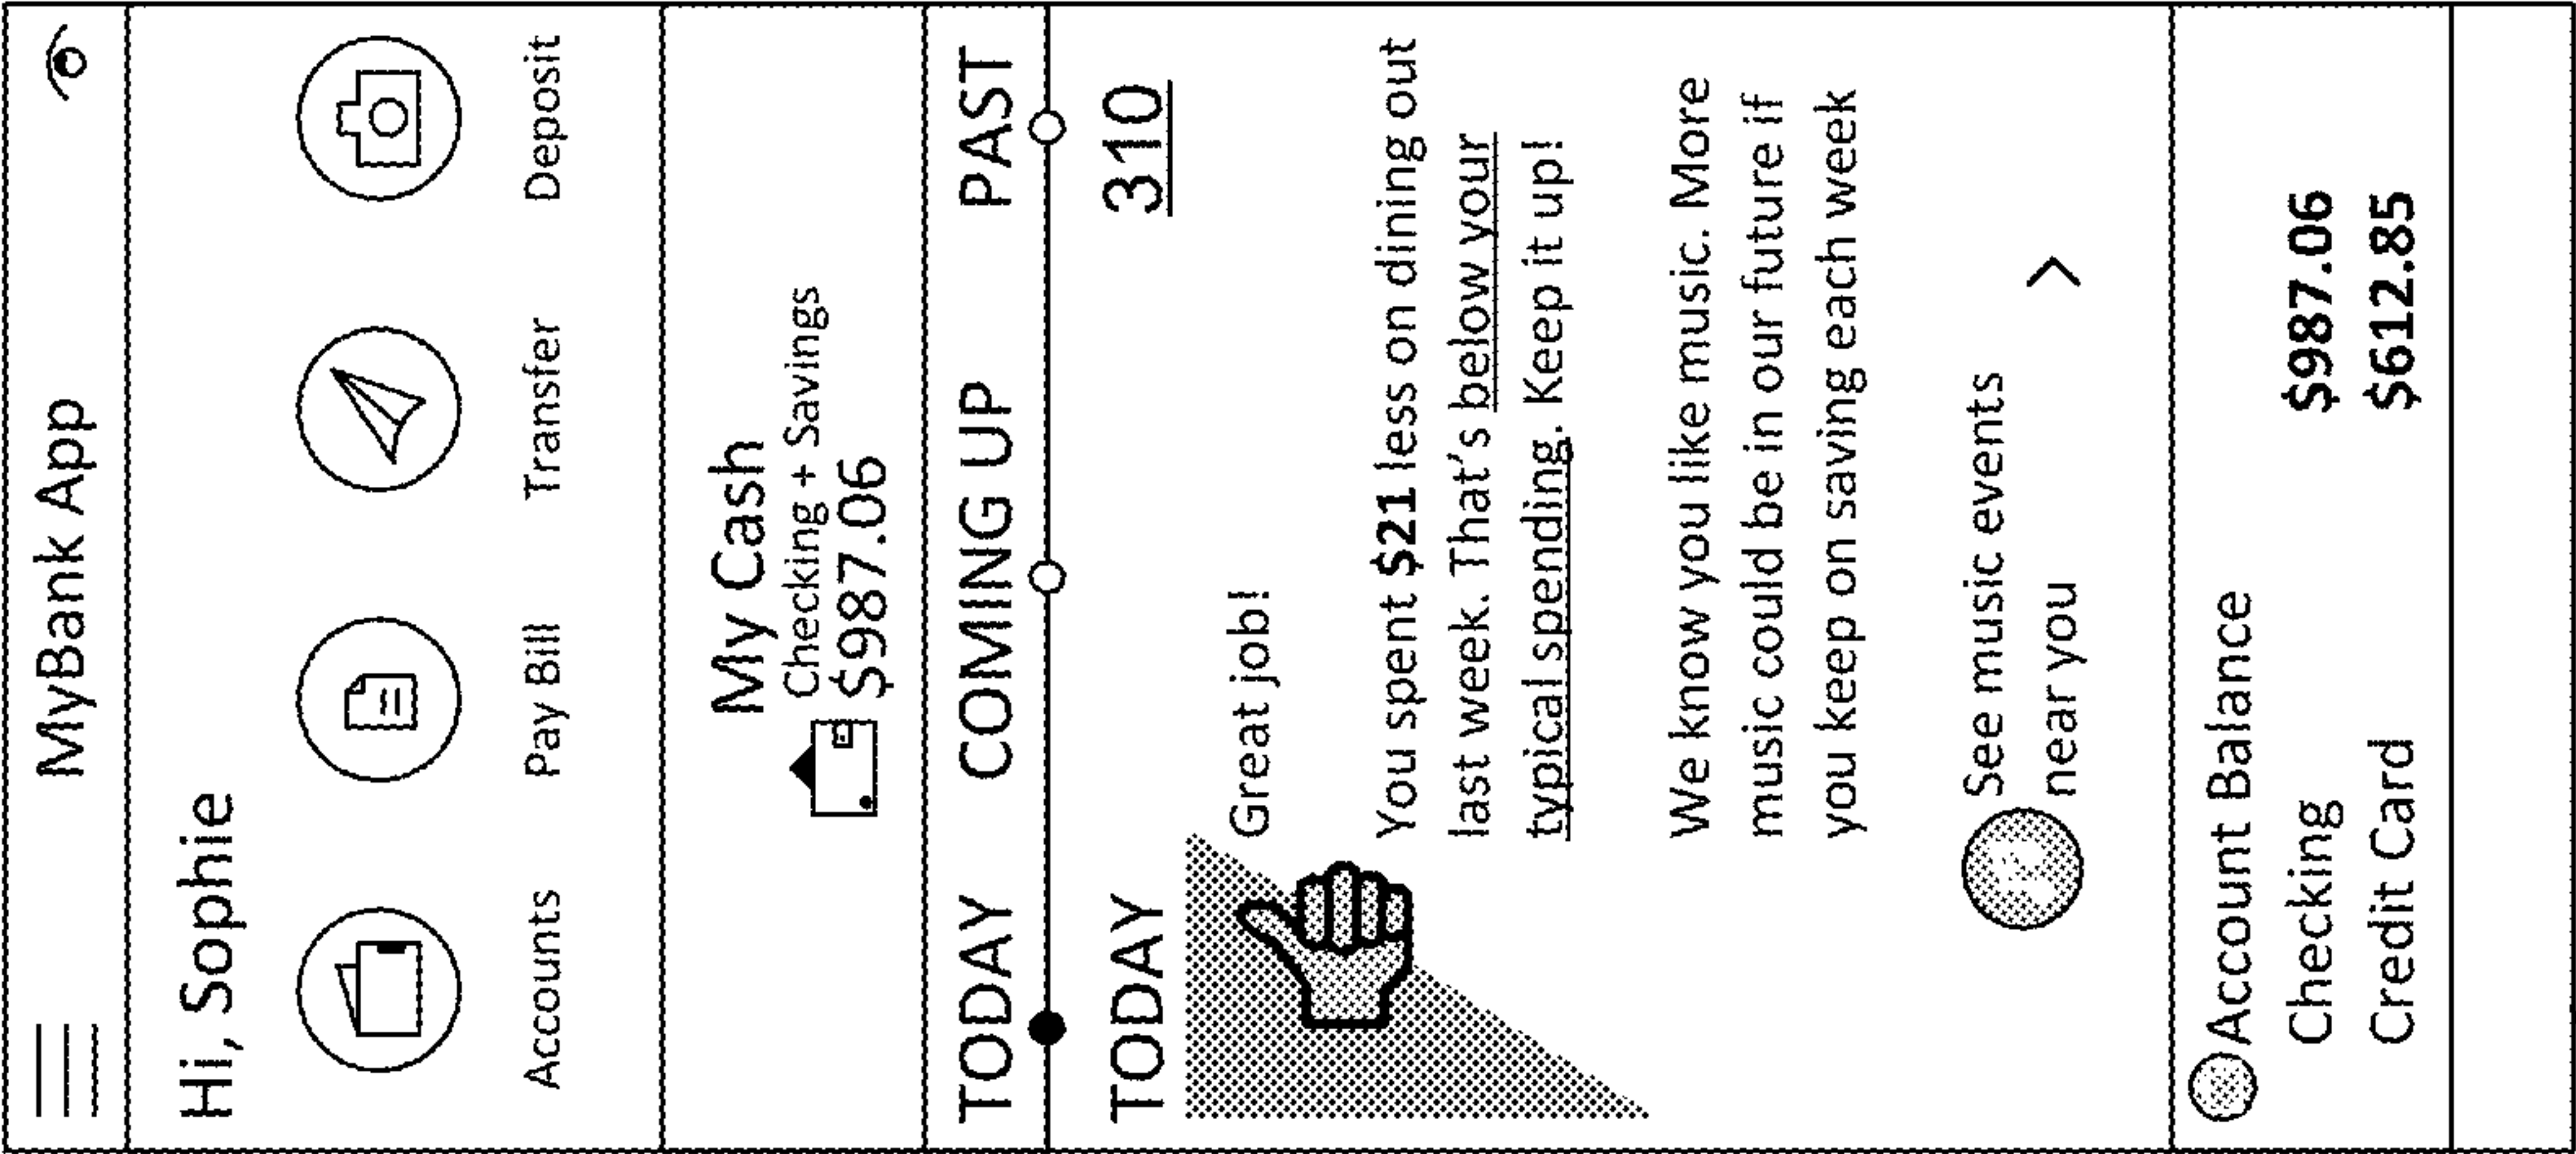 MyBank App
Hi, Sophie
Accounts Pay Bill Transfer Deposit
My Cash
Checking + Savings
$987.06
TODAY COMING UP PAST
TODAY 310
Great job!
You spent $21 less on dining out
last week. That's below your
typical spending. Keep it up!
We know you like music. More
music could be in our future if
you keep on saving each week
See music events
near you
Account Balance
Checking $987.06
Credit Card $612.85